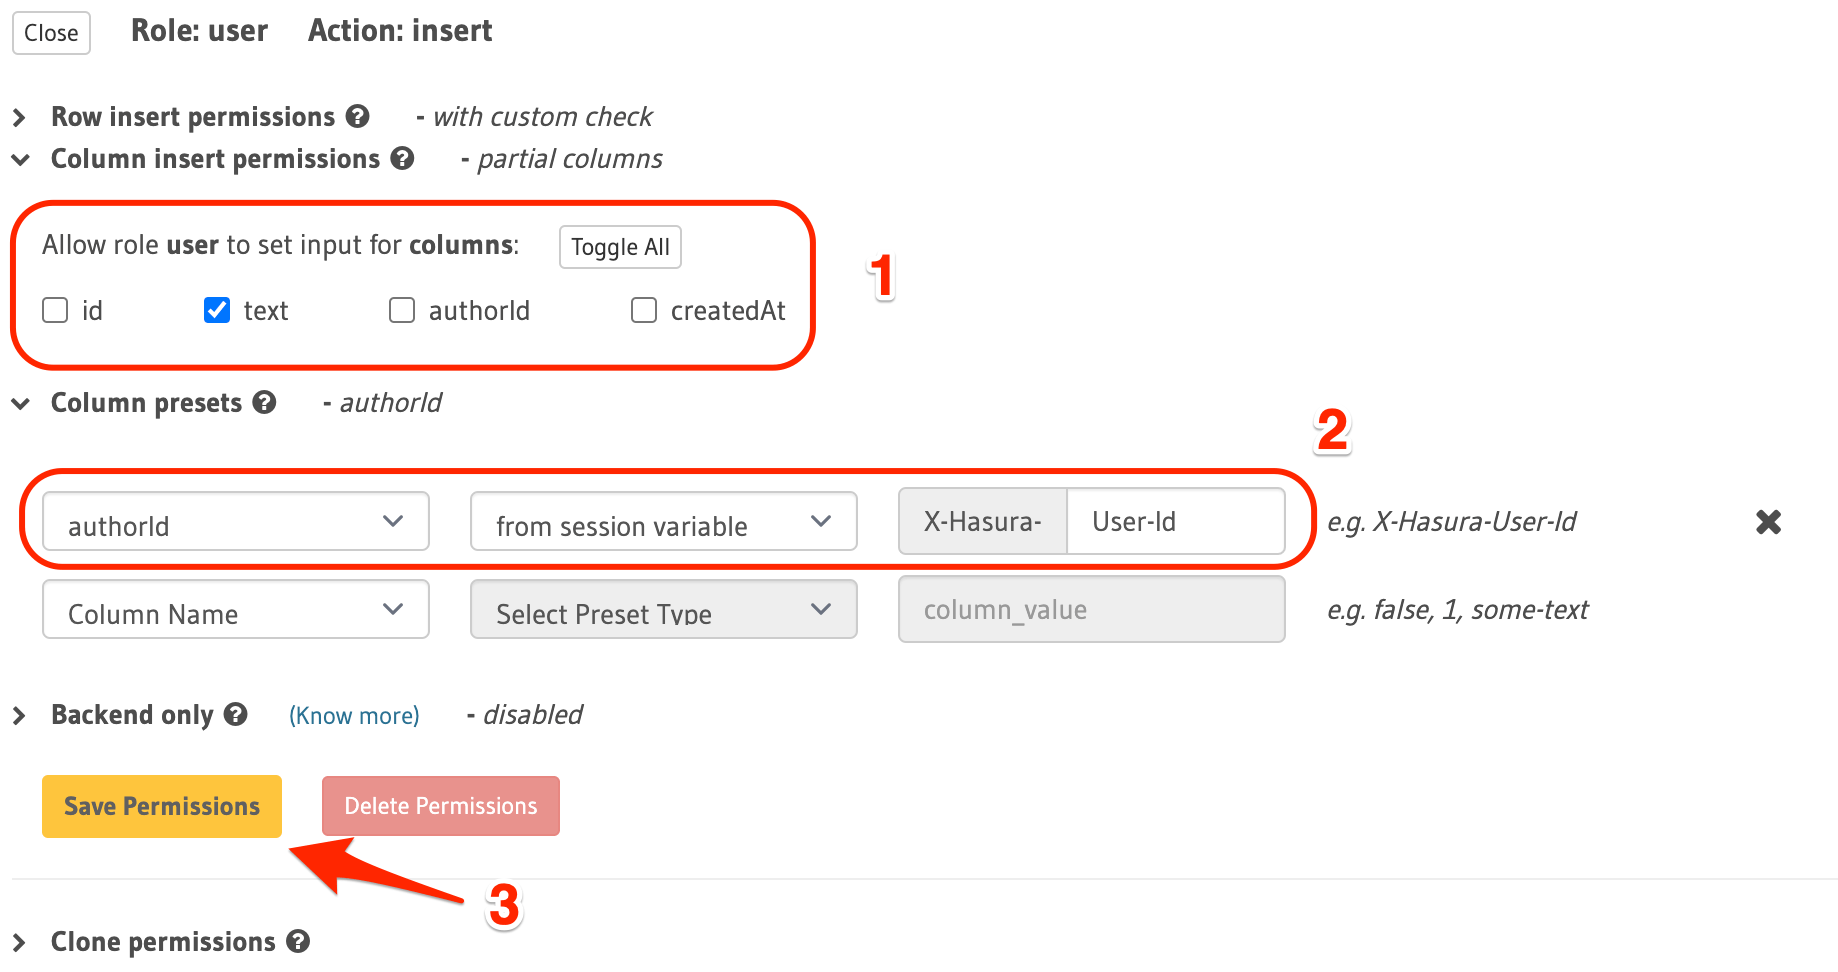 Close Role: user Action: insert
Row insert permissions ? - with custom check
Column insert permissions ? - partial columns
Allow role user to set input for columns: Toggle All
1
id text authorId createdAt
Column presets ? - authorId
2
authorId from session variable X-Hasura- User-Id e.g. X-Hasura-User-Id
Column Name Select Preset Type column_value e.g. false, 1, some-text
Backend only ? (Know more) - disabled
Save Permissions Delete Permissions
3
Clone permissions ?